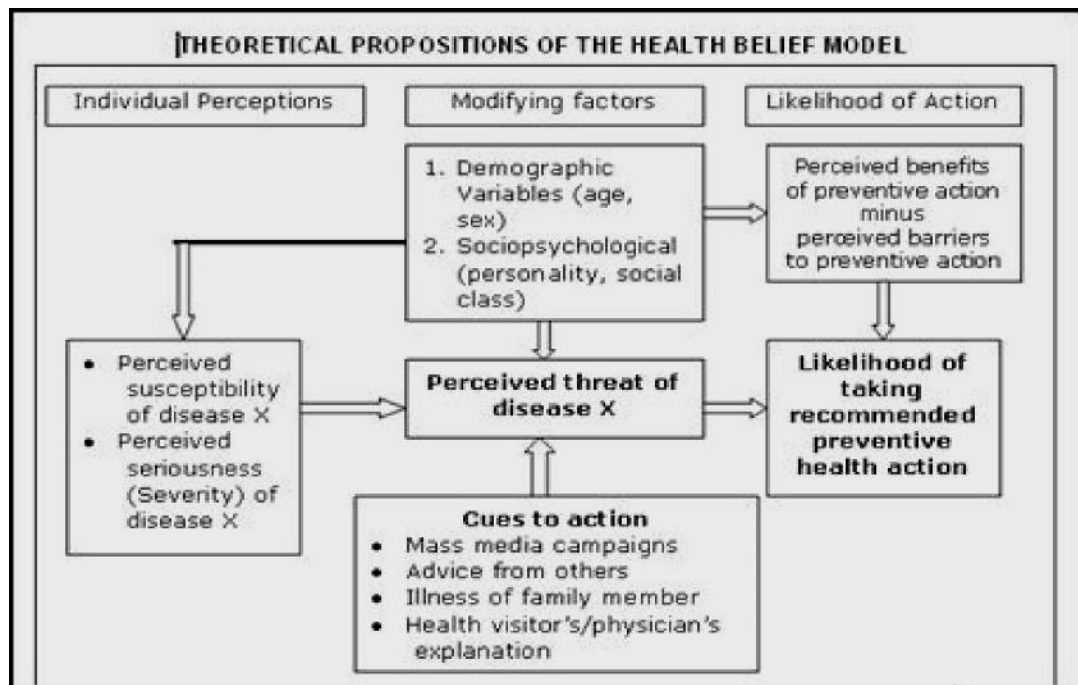 THEORETICAL PROPOSITIONS OF THE HEALTH BELIEF MODEL
Individual Perceptions
Modifying factors
Likelihood of Action
1. Demographic
Variables (age,
sex)
2. Sociopsychological
(personality, social
class)
Perceived benefits
of preventive action
minus
perceived barriers
to preventive action
• Perceived
susceptibility
of disease X
• Perceived
seriousness
(Severity) of
disease X
Perceived threat of
disease X
Likelihood of
taking
recommended
preventive
health action
Cues to action
• Mass media campaigns
• Advice from others
• Illness of family member
• Health visitor's/physician's
explanation